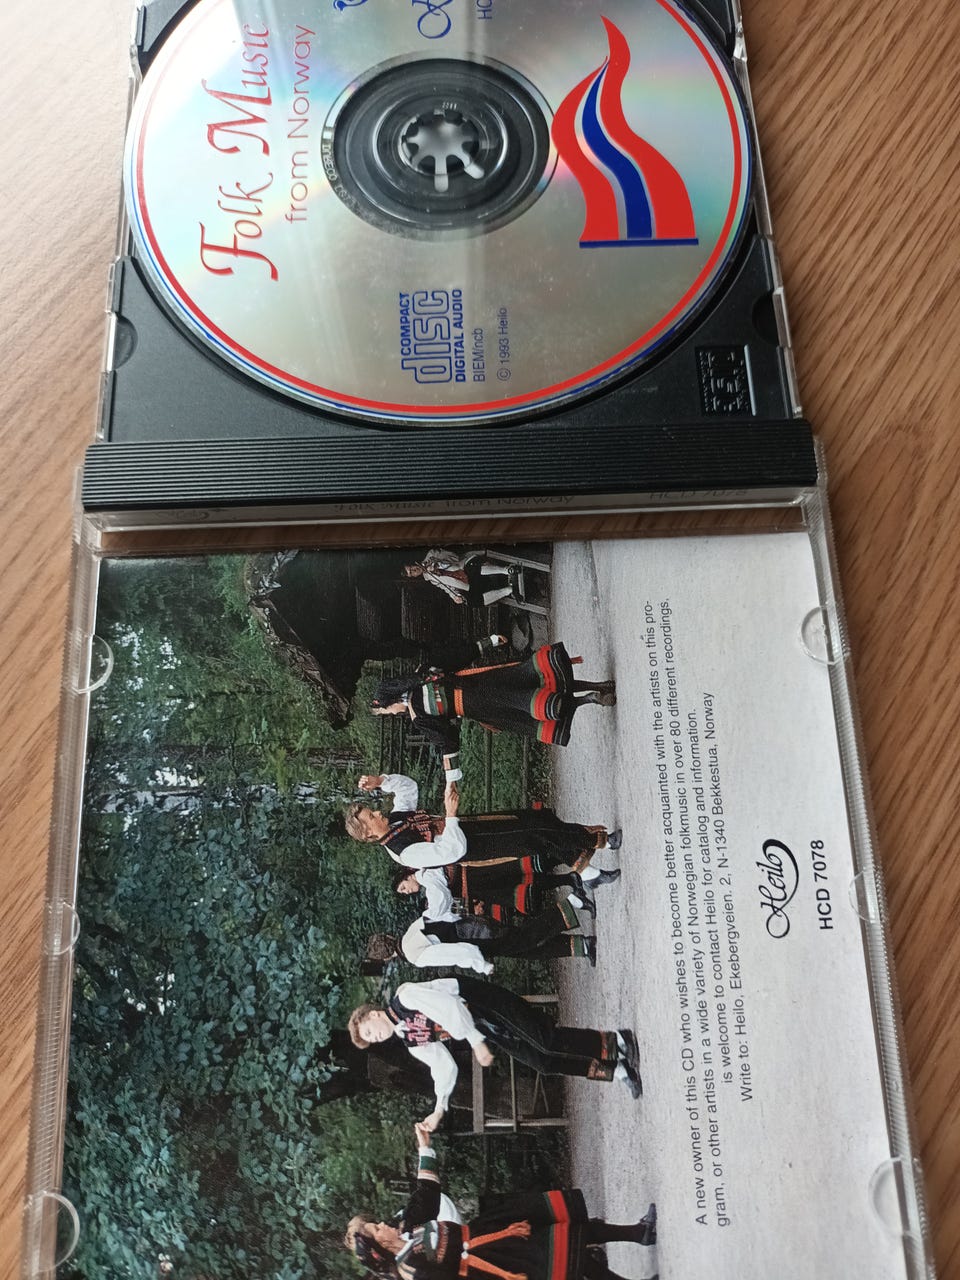 Folk Music
from Norway
COMPACT
disc
DIGITAL AUDIO
BIEM/ncb
© 1993 Heilo
Folk Music from Norway
HCD 7078
A new owner of this CD who wishes to become better acquainted with the artists on this pro-
gram, or other artists in a wide variety of Norwegian folkmusic in over 80 different recordings,
is welcome to contact Heilo for catalog and information.
Write to: Heilo, Ekebergveien. 2, N-1340 Bekkestua, Norway
Heilo
HCD 7078